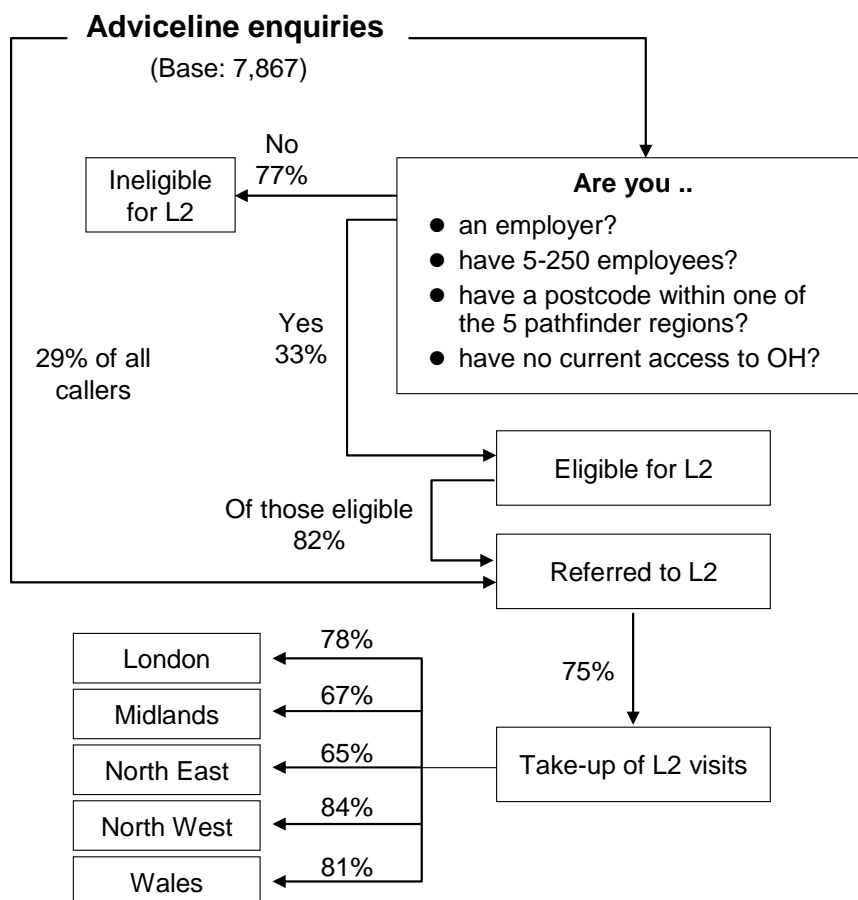 Adviceline enquiries
(Base: 7,867)
No
77%
Ineligible
for L2
Are you ..
● an employer?
● have 5-250 employees?
● have a postcode within one of
the 5 pathfinder regions?
● have no current access to OH?
Yes
33%
29% of all
callers
Eligible for L2
Of those eligible
82%
Referred to L2
75%
Take-up of L2 visits
78%
London
67%
Midlands
65%
North East
84%
North West
81%
Wales